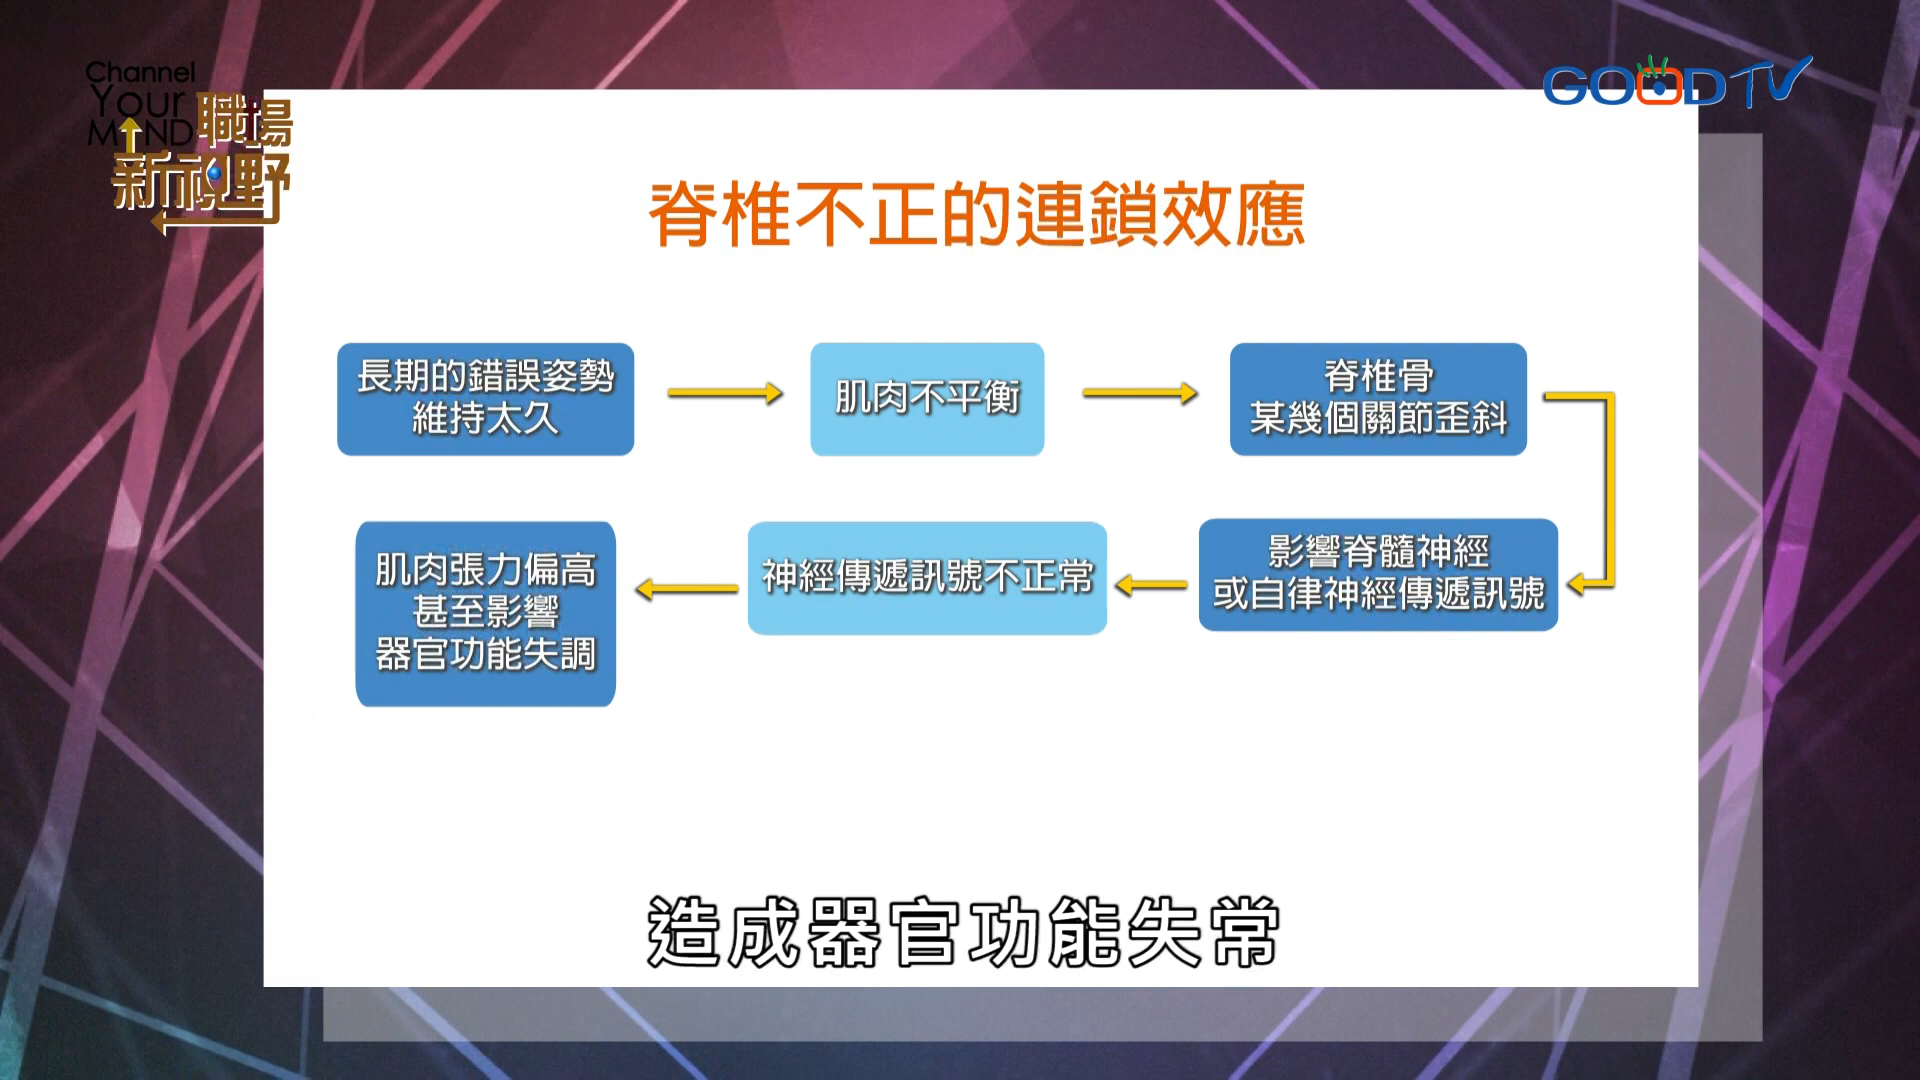 Channel
Your
MIND
職場
新視野
GOODTV
脊椎不正的連鎖效應
長期的錯誤姿勢
維持太久
肌肉不平衡
脊椎骨
某幾個關節歪斜
影響脊髓神經
或自律神經傳遞訊號
神經傳遞訊號不正常
肌肉張力偏高
甚至影響
器官功能失調
造成器官功能失常